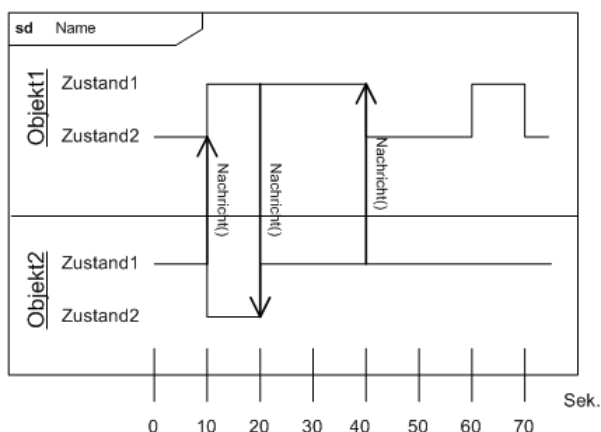 sd Name
Objekt1
Zustand1
Zustand2
Nachricht()
Nachricht()
Nachricht()
Objekt2
Zustand1
Zustand2
Sek.
0 10 20 30 40 50 60 70